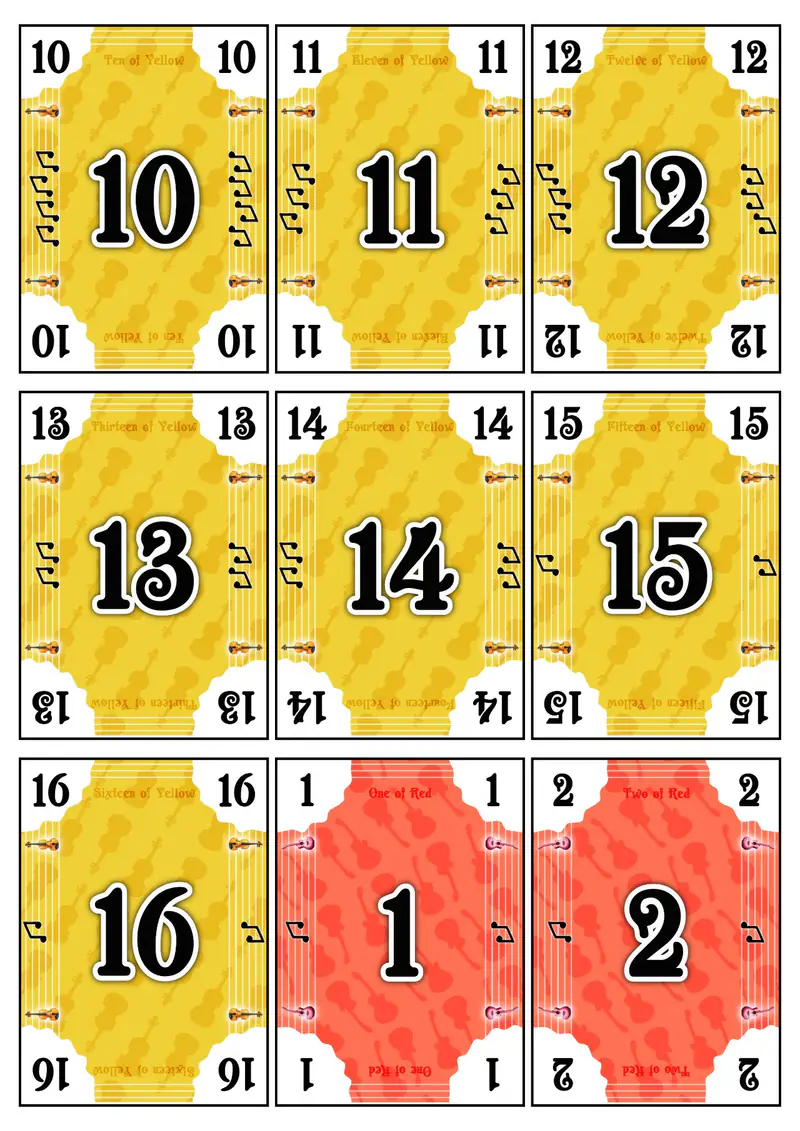 10 10
Ten of Yellow
10
Ten of Yellow
10 10
11 11
Eleven of Yellow
11
Eleven of Yellow
11 11
12 12
Twelve of Yellow
12
Twelve of Yellow
12 12
13 13
Thirteen of Yellow
13
Thirteen of Yellow
13 13
14 14
Fourteen of Yellow
14
Fourteen of Yellow
14 14
15 15
Fifteen of Yellow
15
Fifteen of Yellow
15 15
16 16
Sixteen of Yellow
16
Sixteen of Yellow
16 16
1 1
One of Red
1
One of Red
1 1
2 2
Two of Red
2
Two of Red
2 2